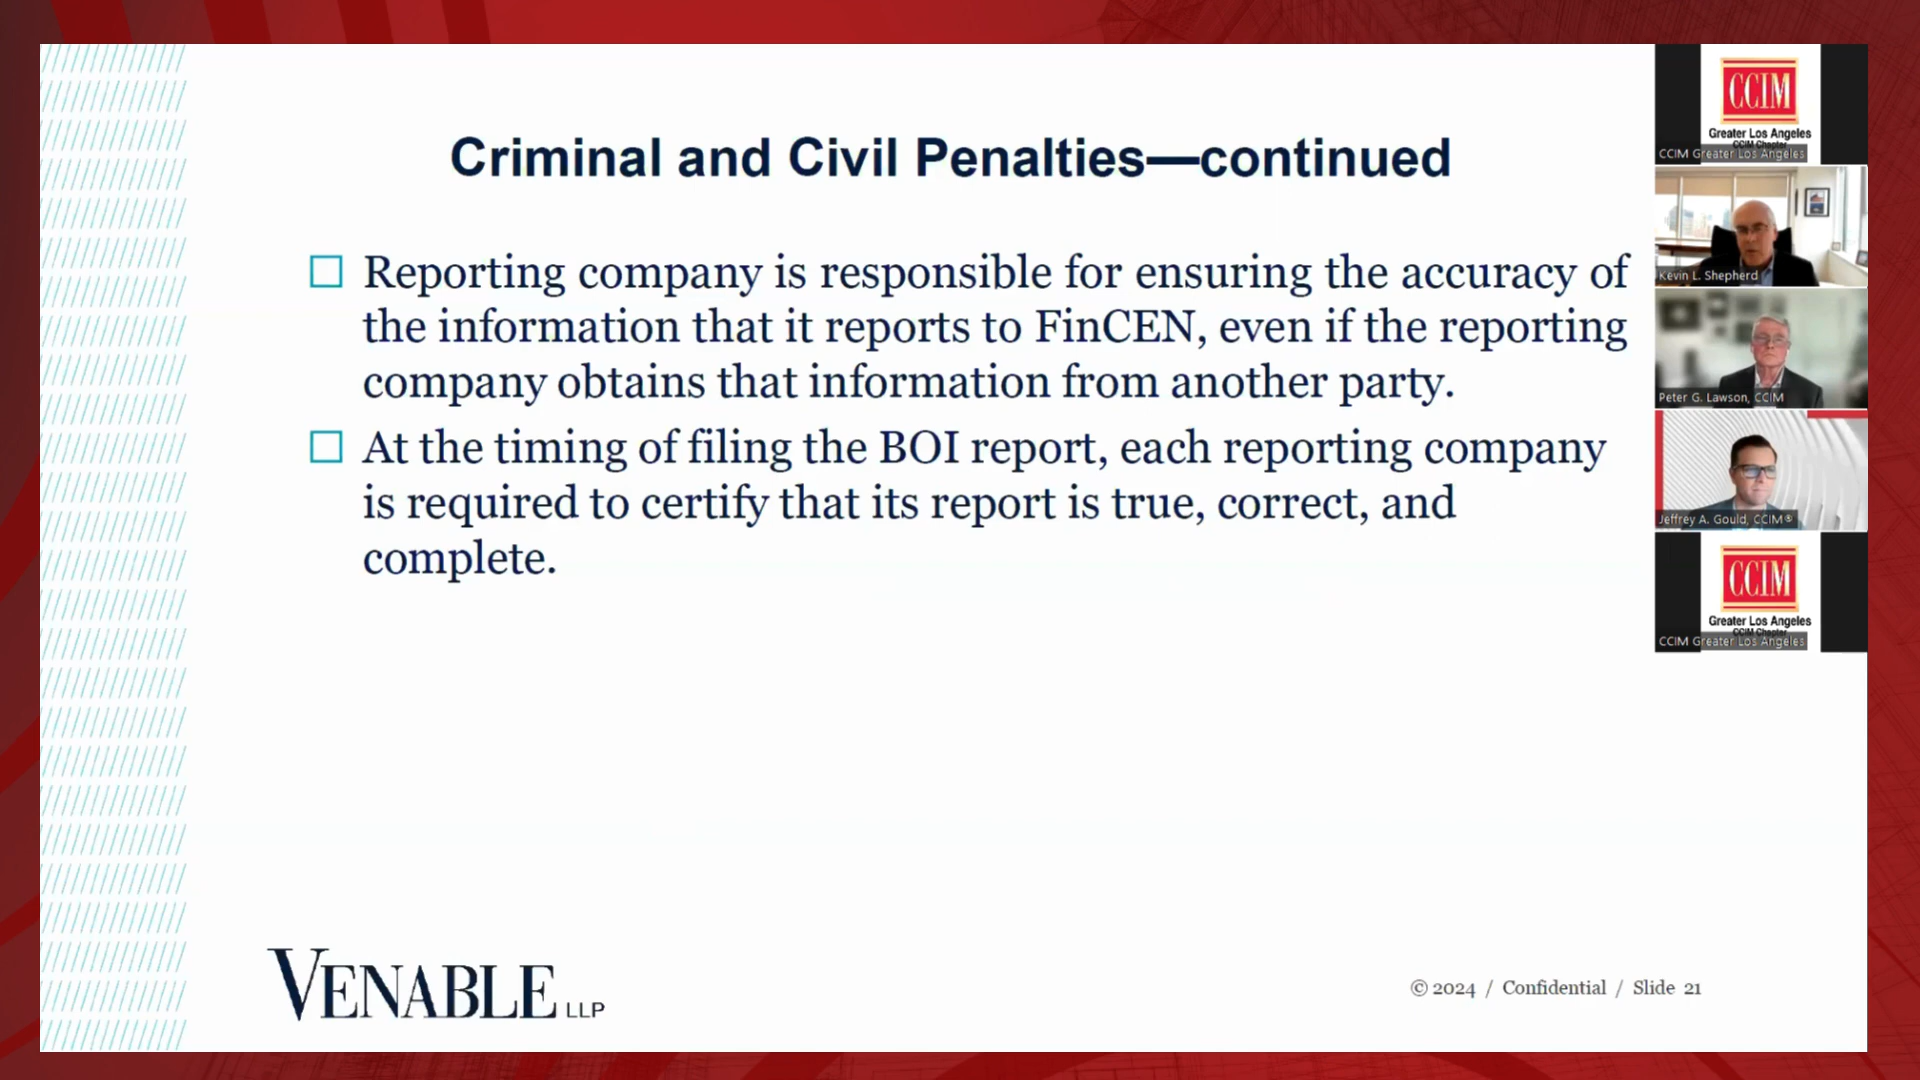 Criminal and Civil Penalties—continued
Reporting company is responsible for ensuring the accuracy of
the information that it reports to FinCEN, even if the reporting
company obtains that information from another party.
At the timing of filing the BOI report, each reporting company
is required to certify that its report is true, correct, and
complete.
VENABLE LLP
© 2024 / Confidential / Slide 21
CCIM
Greater Los Angeles
CCIM Chapter
CCIM Greater Los Angeles
Kevin L. Shepherd
Peter G. Lawson, CCIM
Jeffrey A. Gould, CCIM®
CCIM
Greater Los Angeles
CCIM Chapter
CCIM Greater Los Angeles